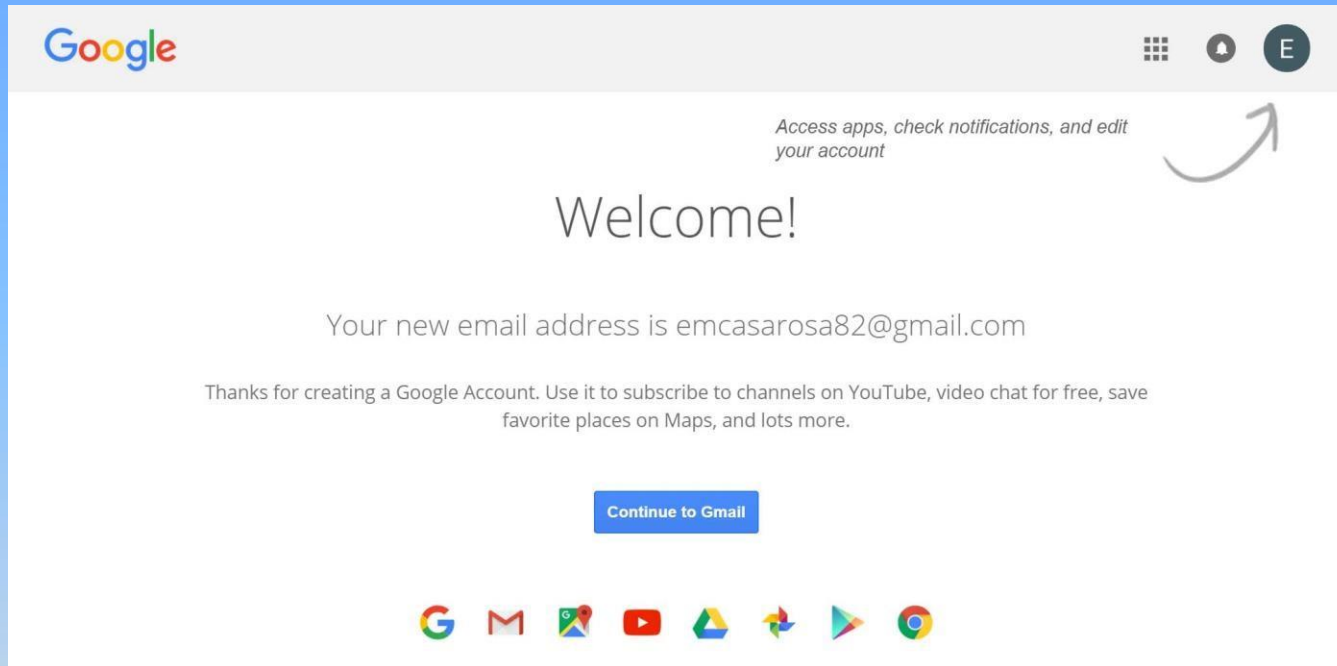 Google
E
Access apps, check notifications, and edit
your account
Welcome!
Your new email address is emcasarosa82@gmail.com
Thanks for creating a Google Account. Use it to subscribe to channels on YouTube, video chat for free, save
favorite places on Maps, and lots more.
Continue to Gmail